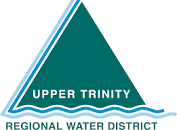 UPPER TRINITY
REGIONAL WATER DISTRICT